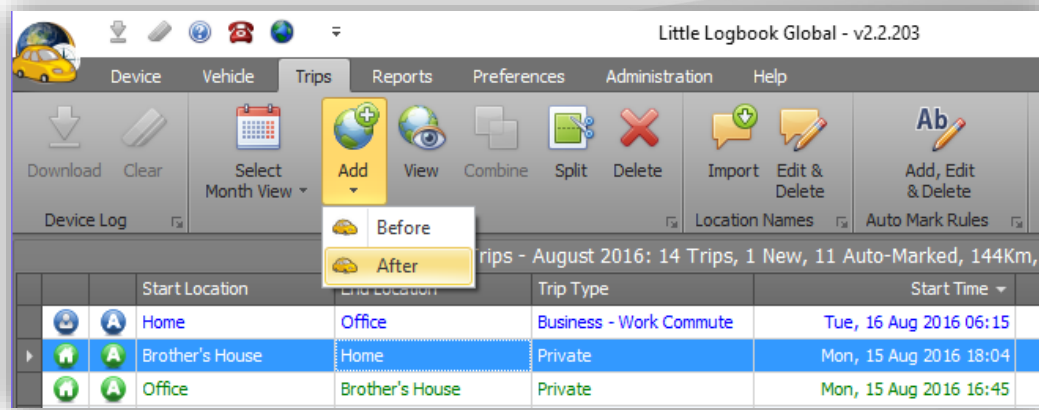 Little Logbook Global - v2.2.203
Device Vehicle Trips Reports Preferences Administration Help
Download Clear Select Month View Add View Combine Split Delete Import Edit & Delete Ab Add, Edit & Delete
Device Log Location Names Auto Mark Rules
Before
After
Trips - August 2016: 14 Trips, 1 New, 11 Auto-Marked, 144Km,
Start Location End Location Trip Type Start Time
A Home Office Business - Work Commute Tue, 16 Aug 2016 06:15
A Brother's House Home Private Mon, 15 Aug 2016 18:04
A Office Brother's House Private Mon, 15 Aug 2016 16:45